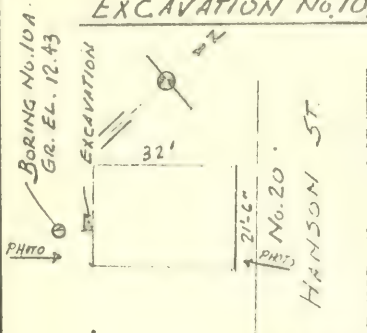 EXCAVATION No.10
BORING No.10A.
GR. EL. 12.43
EXCAVATION
32'
21'-6"
No. 20
HANSON ST.
PHOTO
PHOTO